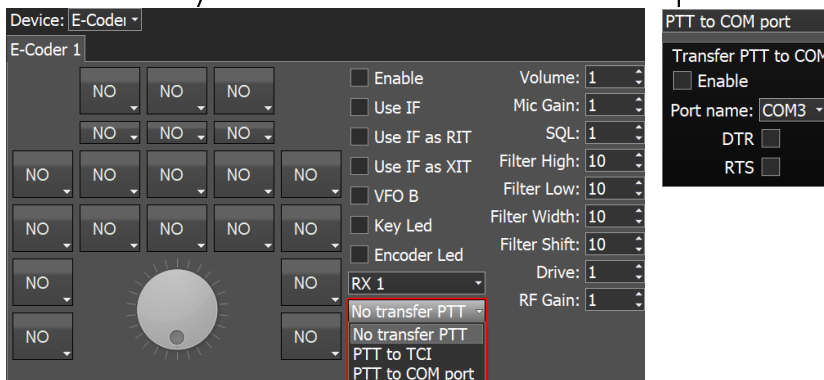 Device: E-Coder
E-Coder 1
NO NO NO
NO NO NO
NO NO NO NO NO
NO NO NO NO NO
NO NO
NO NO
Enable
Use IF
Use IF as RIT
Use IF as XIT
VFO B
Key Led
Encoder Led
RX 1
No transfer PTT
No transfer PTT
PTT to TCI
PTT to COM port
Volume: 1
Mic Gain: 1
SQL: 1
Filter High: 10
Filter Low: 10
Filter Width: 10
Filter Shift: 10
Drive: 1
RF Gain: 1
PTT to COM port
Transfer PTT to COM
Enable
Port name: COM3
DTR
RTS